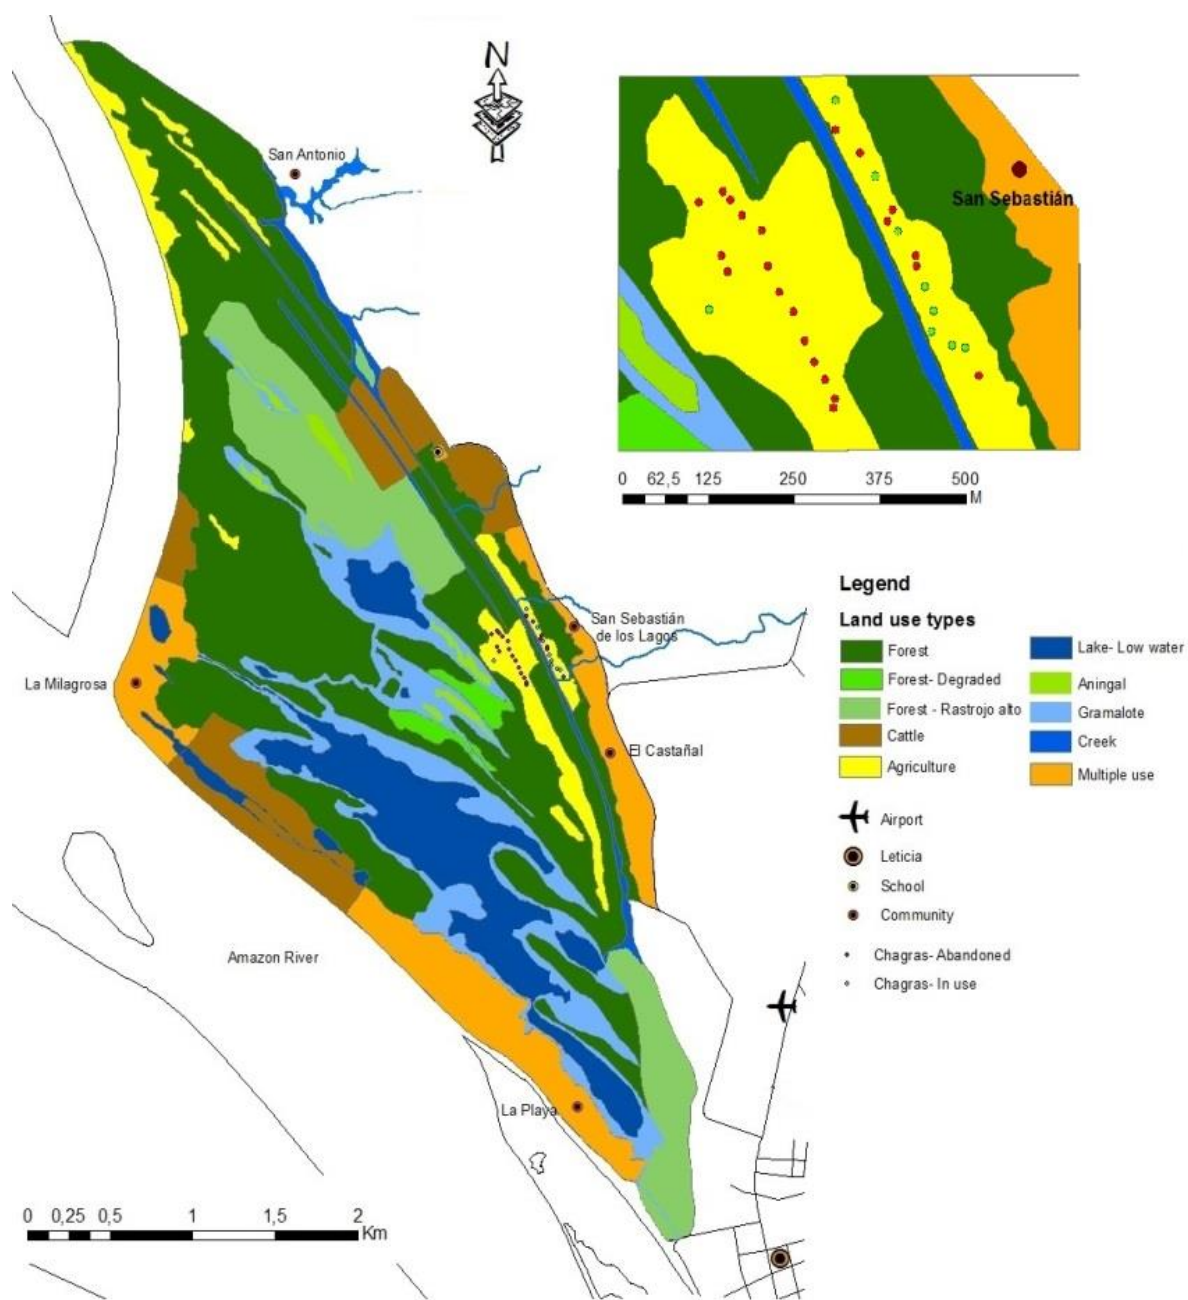 N
San Antonio
San Sebastián
0 62,5 125 250 375 500
M
San Sebastián
de los Lagos
La Milagrosa
El Castañal
Amazon River
La Playa
0 0,25 0,5 1 1,5 2
Km
Legend
Land use types
Forest
Forest- Degraded
Forest - Rastrojo alto
Cattle
Agriculture
Lake- Low water
Aningal
Gramalote
Creek
Multiple use
Airport
Leticia
School
Community
Chagras- Abandoned
Chagras- In use